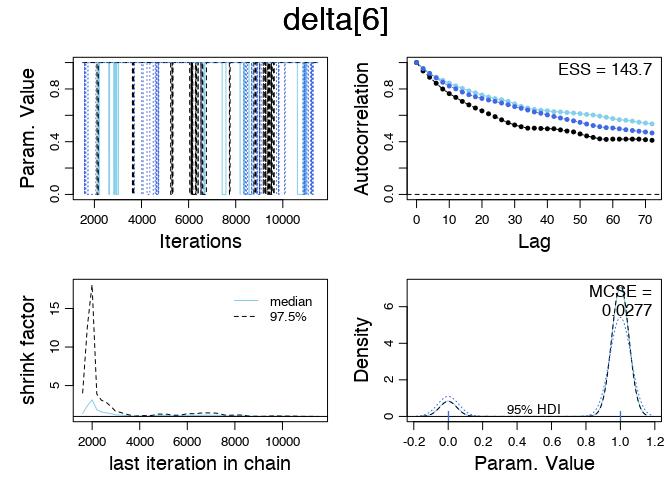 delta[6]
Param. Value
0.0 0.4 0.8
2000 4000 6000 8000 10000
Iterations
Autocorrelation
0.0 0.4 0.8
ESS = 143.7
0 10 20 30 40 50 60 70
Lag
shrink factor
5 10 15
median
97.5%
2000 4000 6000 8000 10000
last iteration in chain
Density
0 2 4 6
MCSE =
0.0277
95% HDI
-0.2 0.0 0.2 0.4 0.6 0.8 1.0 1.2
Param. Value